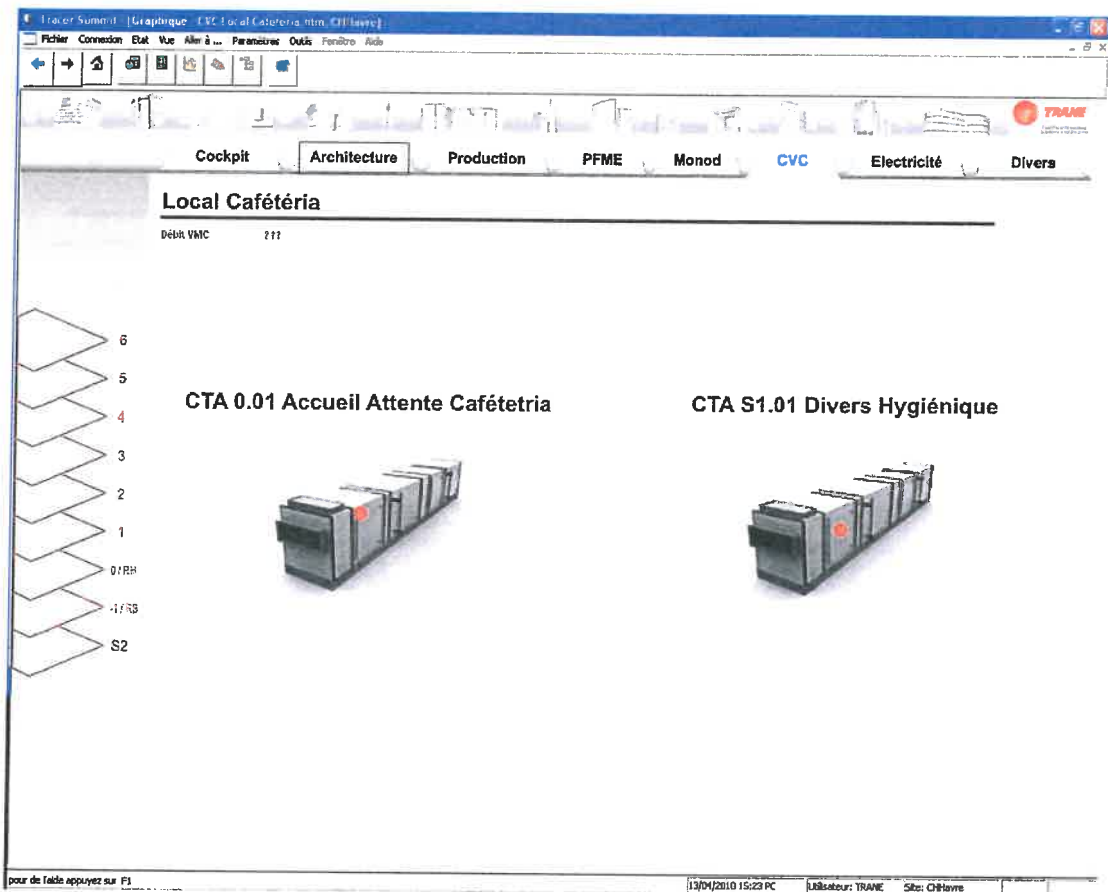 Tracer Summit - [Graphique - CVC Local Cafeteria.htm, CHHavre]
Fichier Connexion Etat Vue Aller à ... Paramètres Outils Fenêtre Aide
TRANE
Cockpit Architecture Production PFME Monod CVC Electricité Divers
Local Cafétéria
Débit VMC ???
6
5
4
3
2
1
S2
CTA 0.01 Accueil Attente Cafétetria
CTA S1.01 Divers Hygiénique
pour de l'aide appuyez sur F1
13/04/2010 15:23 PC Utilisateur: TRANE Site: CHHavre